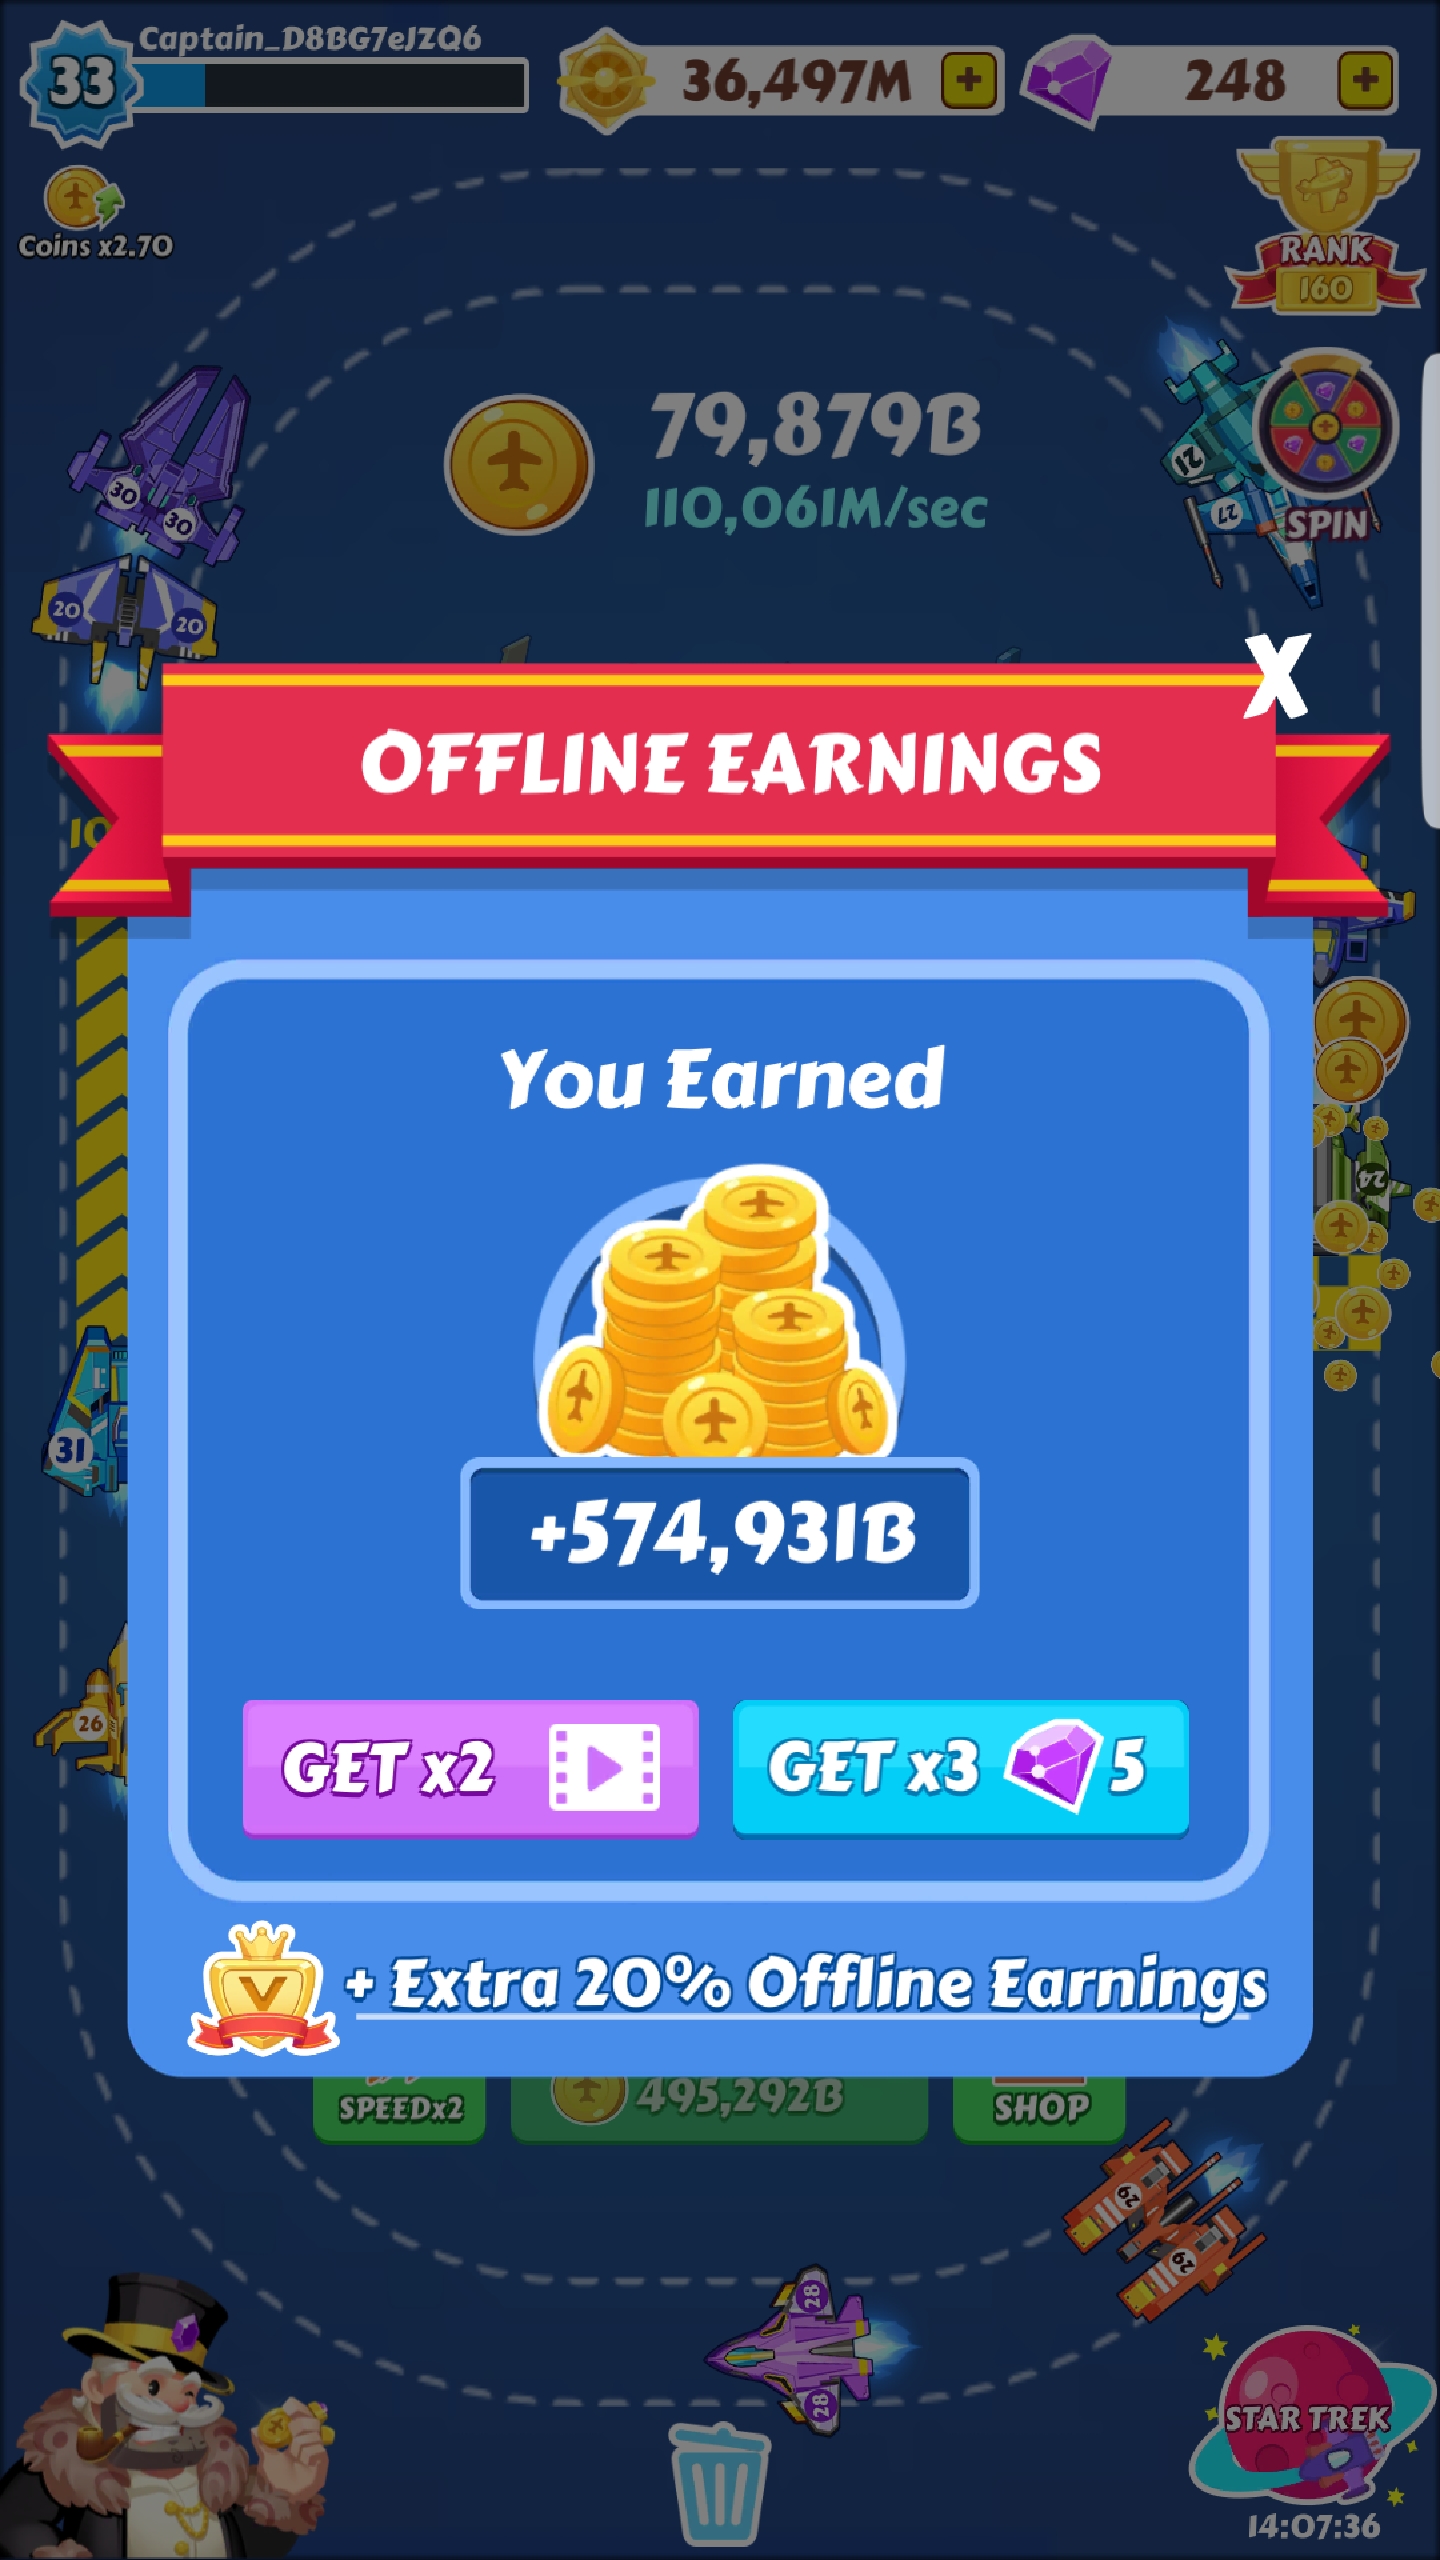 Captain_D8BG7eJZQ6
33
36,497M
248
Coins x2.70
RANK
160
79,879B
110,061M/sec
SPIN
30
30
20
20
21
27
X
OFFLINE EARNINGS
10
You Earned
24
+574,931B
31
26
GET x2
GET x3
5
V
+ Extra 20% Offline Earnings
SPEEDx2
495,292B
SHOP
29
29
28
28
STAR TREK
14:07:36